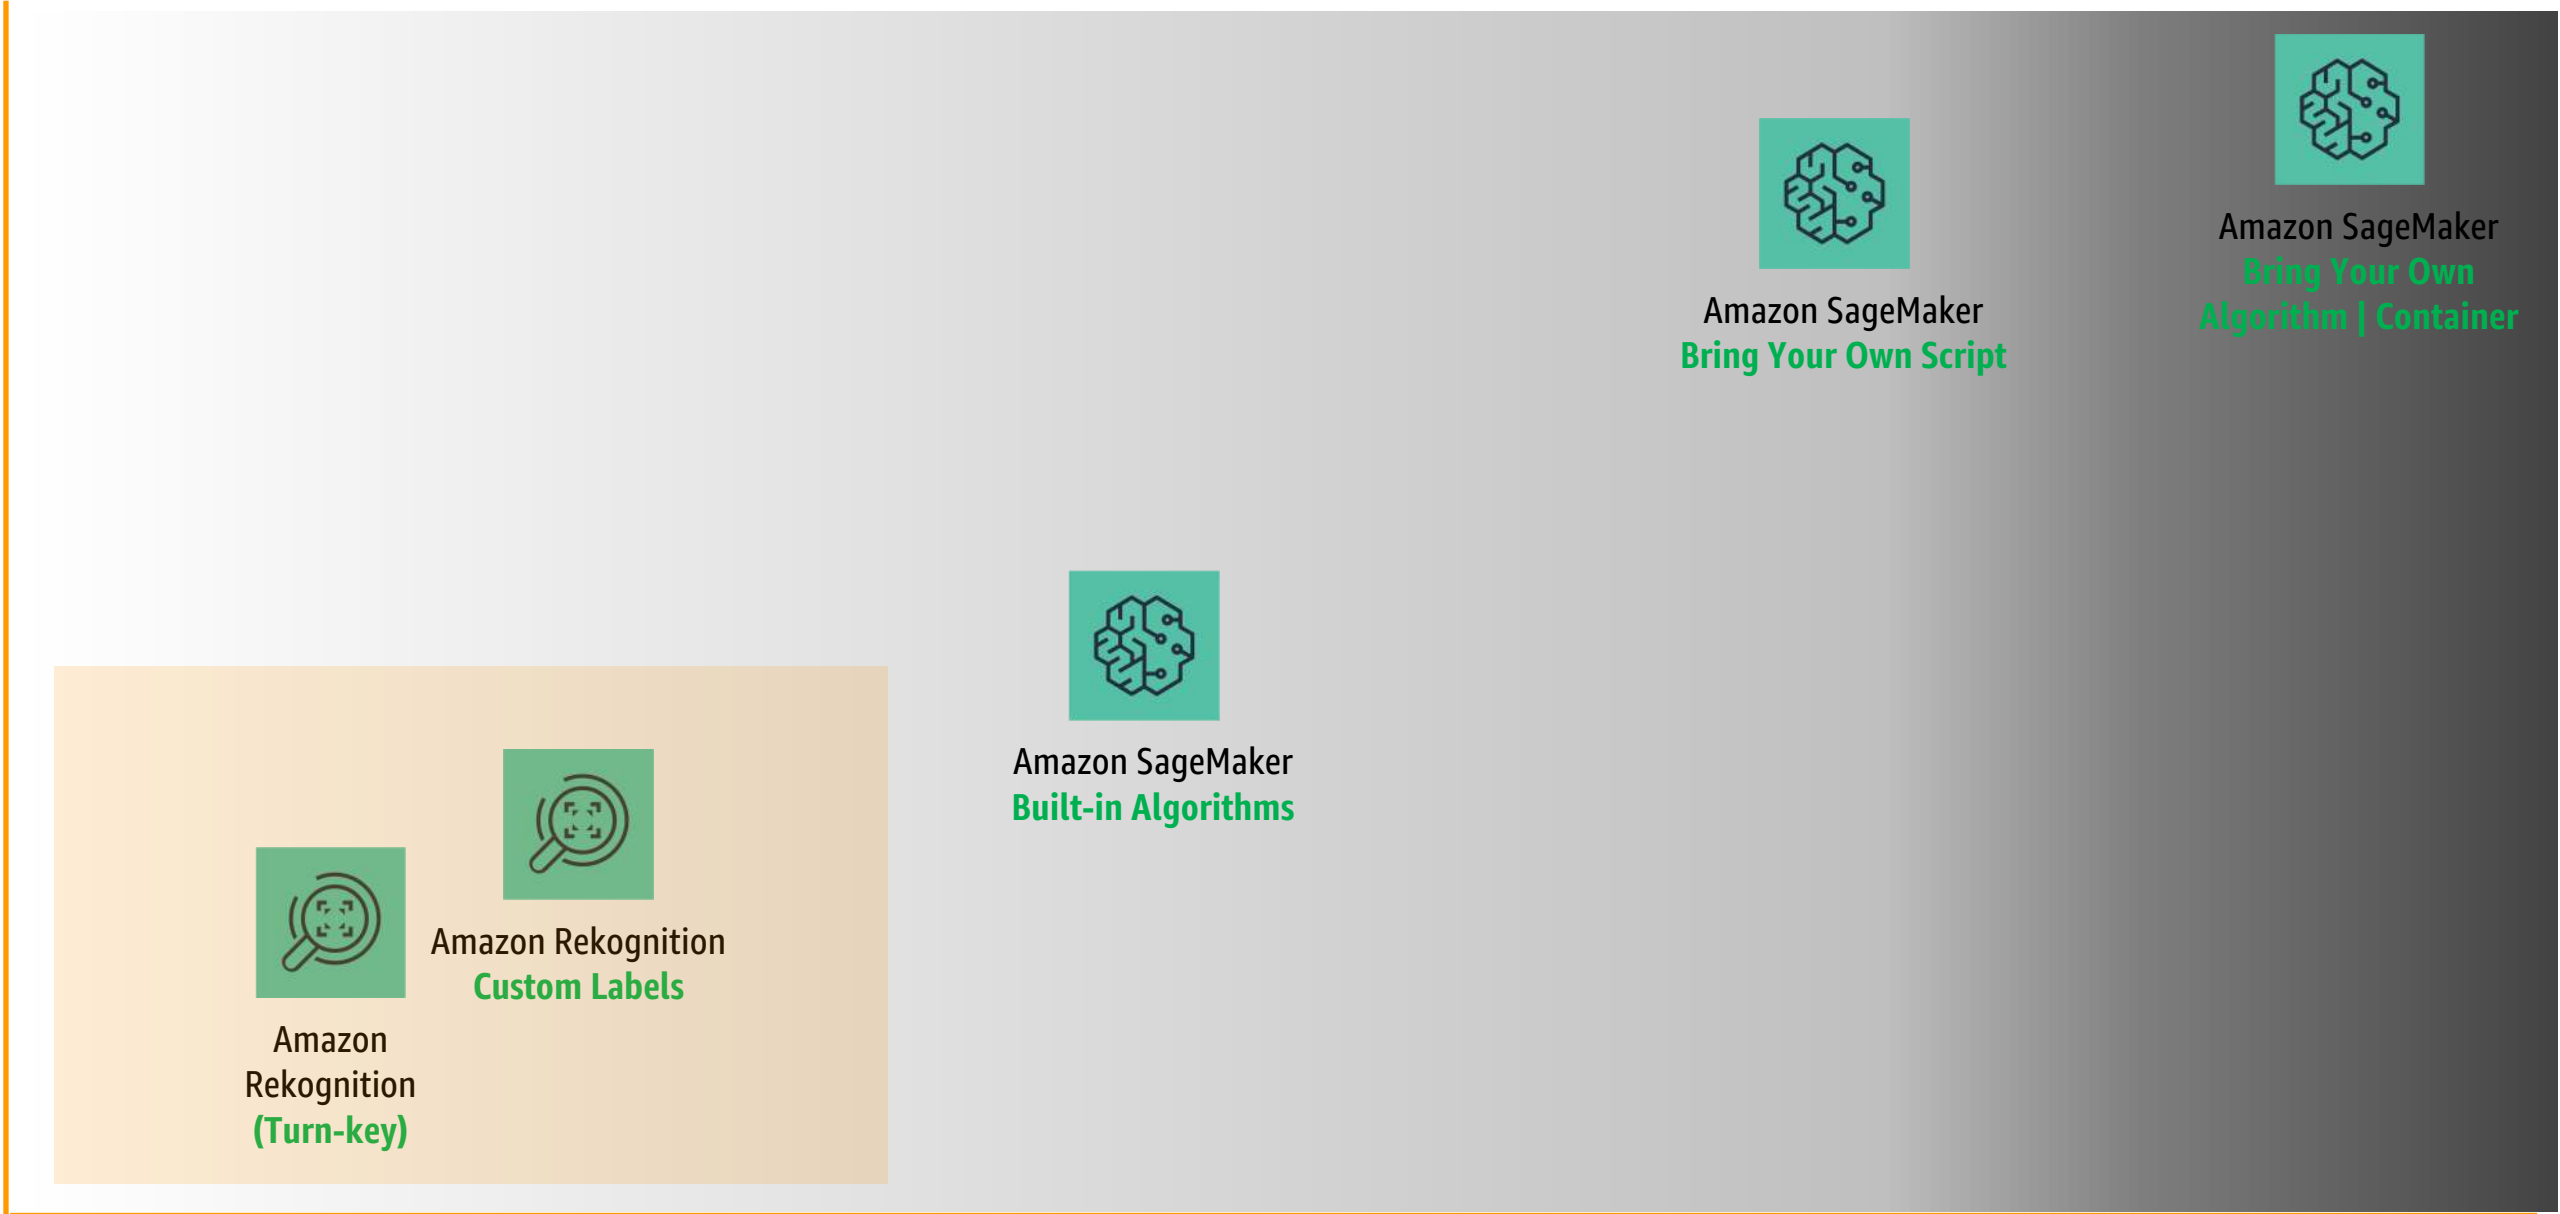 Amazon SageMaker
Bring Your Own
Algorithm | Container
Amazon SageMaker
Bring Your Own Script
Amazon SageMaker
Built-in Algorithms
Amazon Rekognition
Custom Labels
Amazon
Rekognition
(Turn-key)